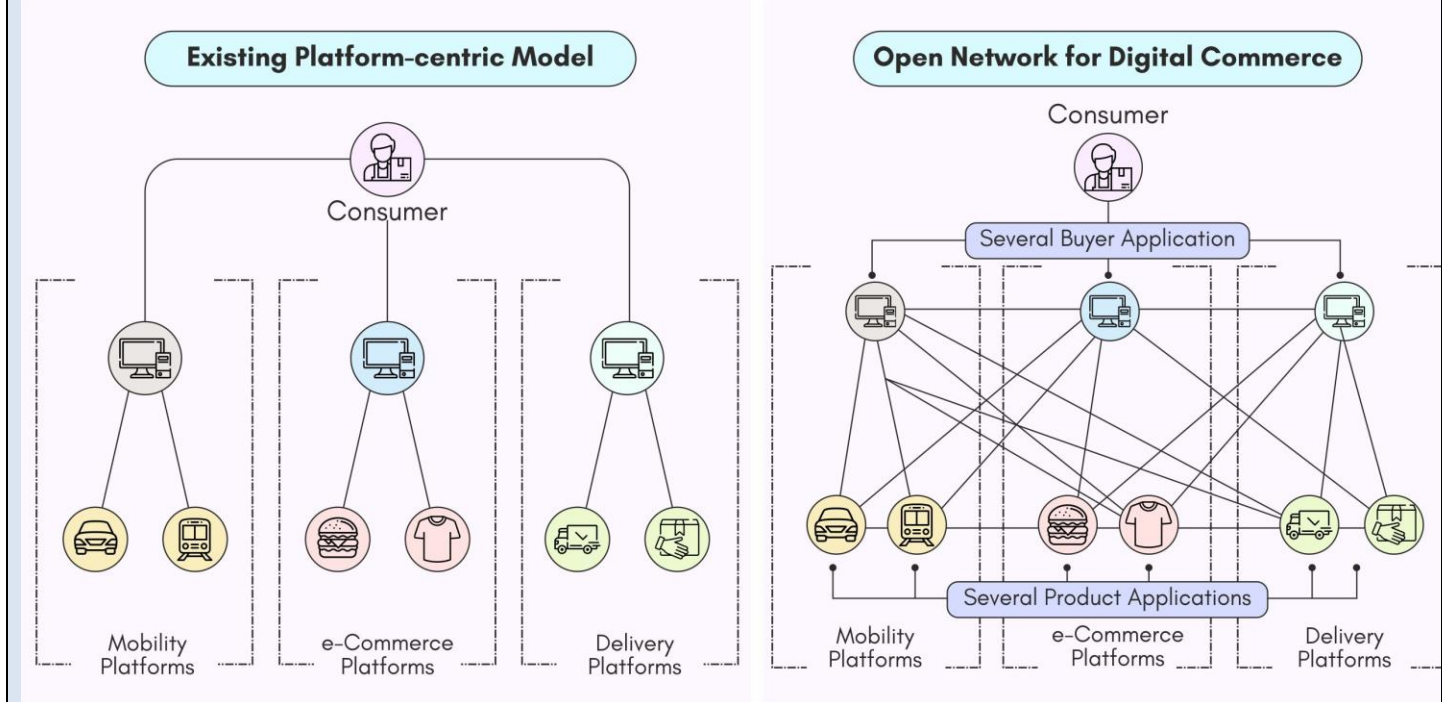 Existing Platform-centric Model
Consumer
Mobility
Platforms
e-Commerce
Platforms
Delivery
Platforms
Open Network for Digital Commerce
Consumer
Several Buyer Application
Several Product Applications
Mobility
Platforms
e-Commerce
Platforms
Delivery
Platforms